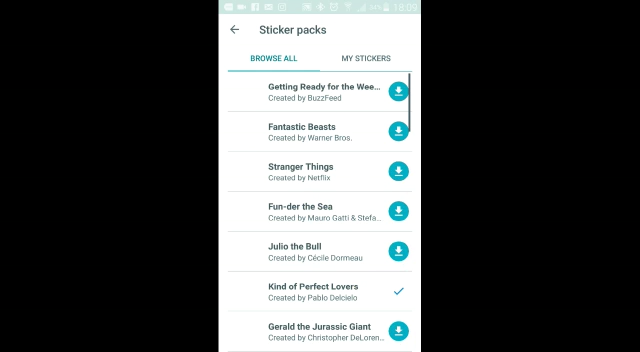 18:09
Sticker packs
BROWSE ALL
MY STICKERS
Getting Ready for the Wee...
Created by BuzzFeed
Fantastic Beasts
Created by Warner Bros.
Stranger Things
Created by Netflix
Fun-der the Sea
Created by Mauro Gatti & Stefa...
Julio the Bull
Created by Cécile Dormeau
Kind of Perfect Lovers
Created by Pablo Delcielo
Gerald the Jurassic Giant
Created by Christopher DeLoren...